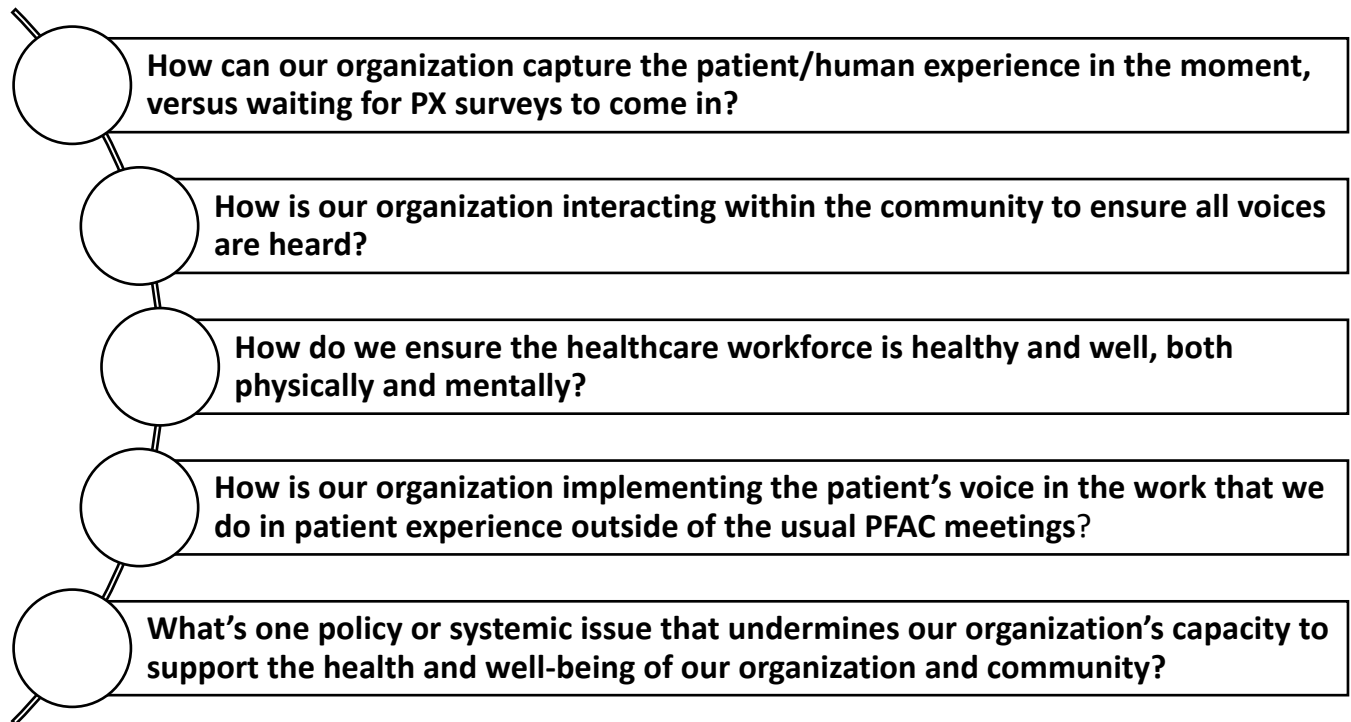 How can our organization capture the patient/human experience in the moment,
versus waiting for PX surveys to come in?
How is our organization interacting within the community to ensure all voices
are heard?
How do we ensure the healthcare workforce is healthy and well, both
physically and mentally?
How is our organization implementing the patient’s voice in the work that we
do in patient experience outside of the usual PFAC meetings?
What’s one policy or systemic issue that undermines our organization’s capacity to
support the health and well-being of our organization and community?